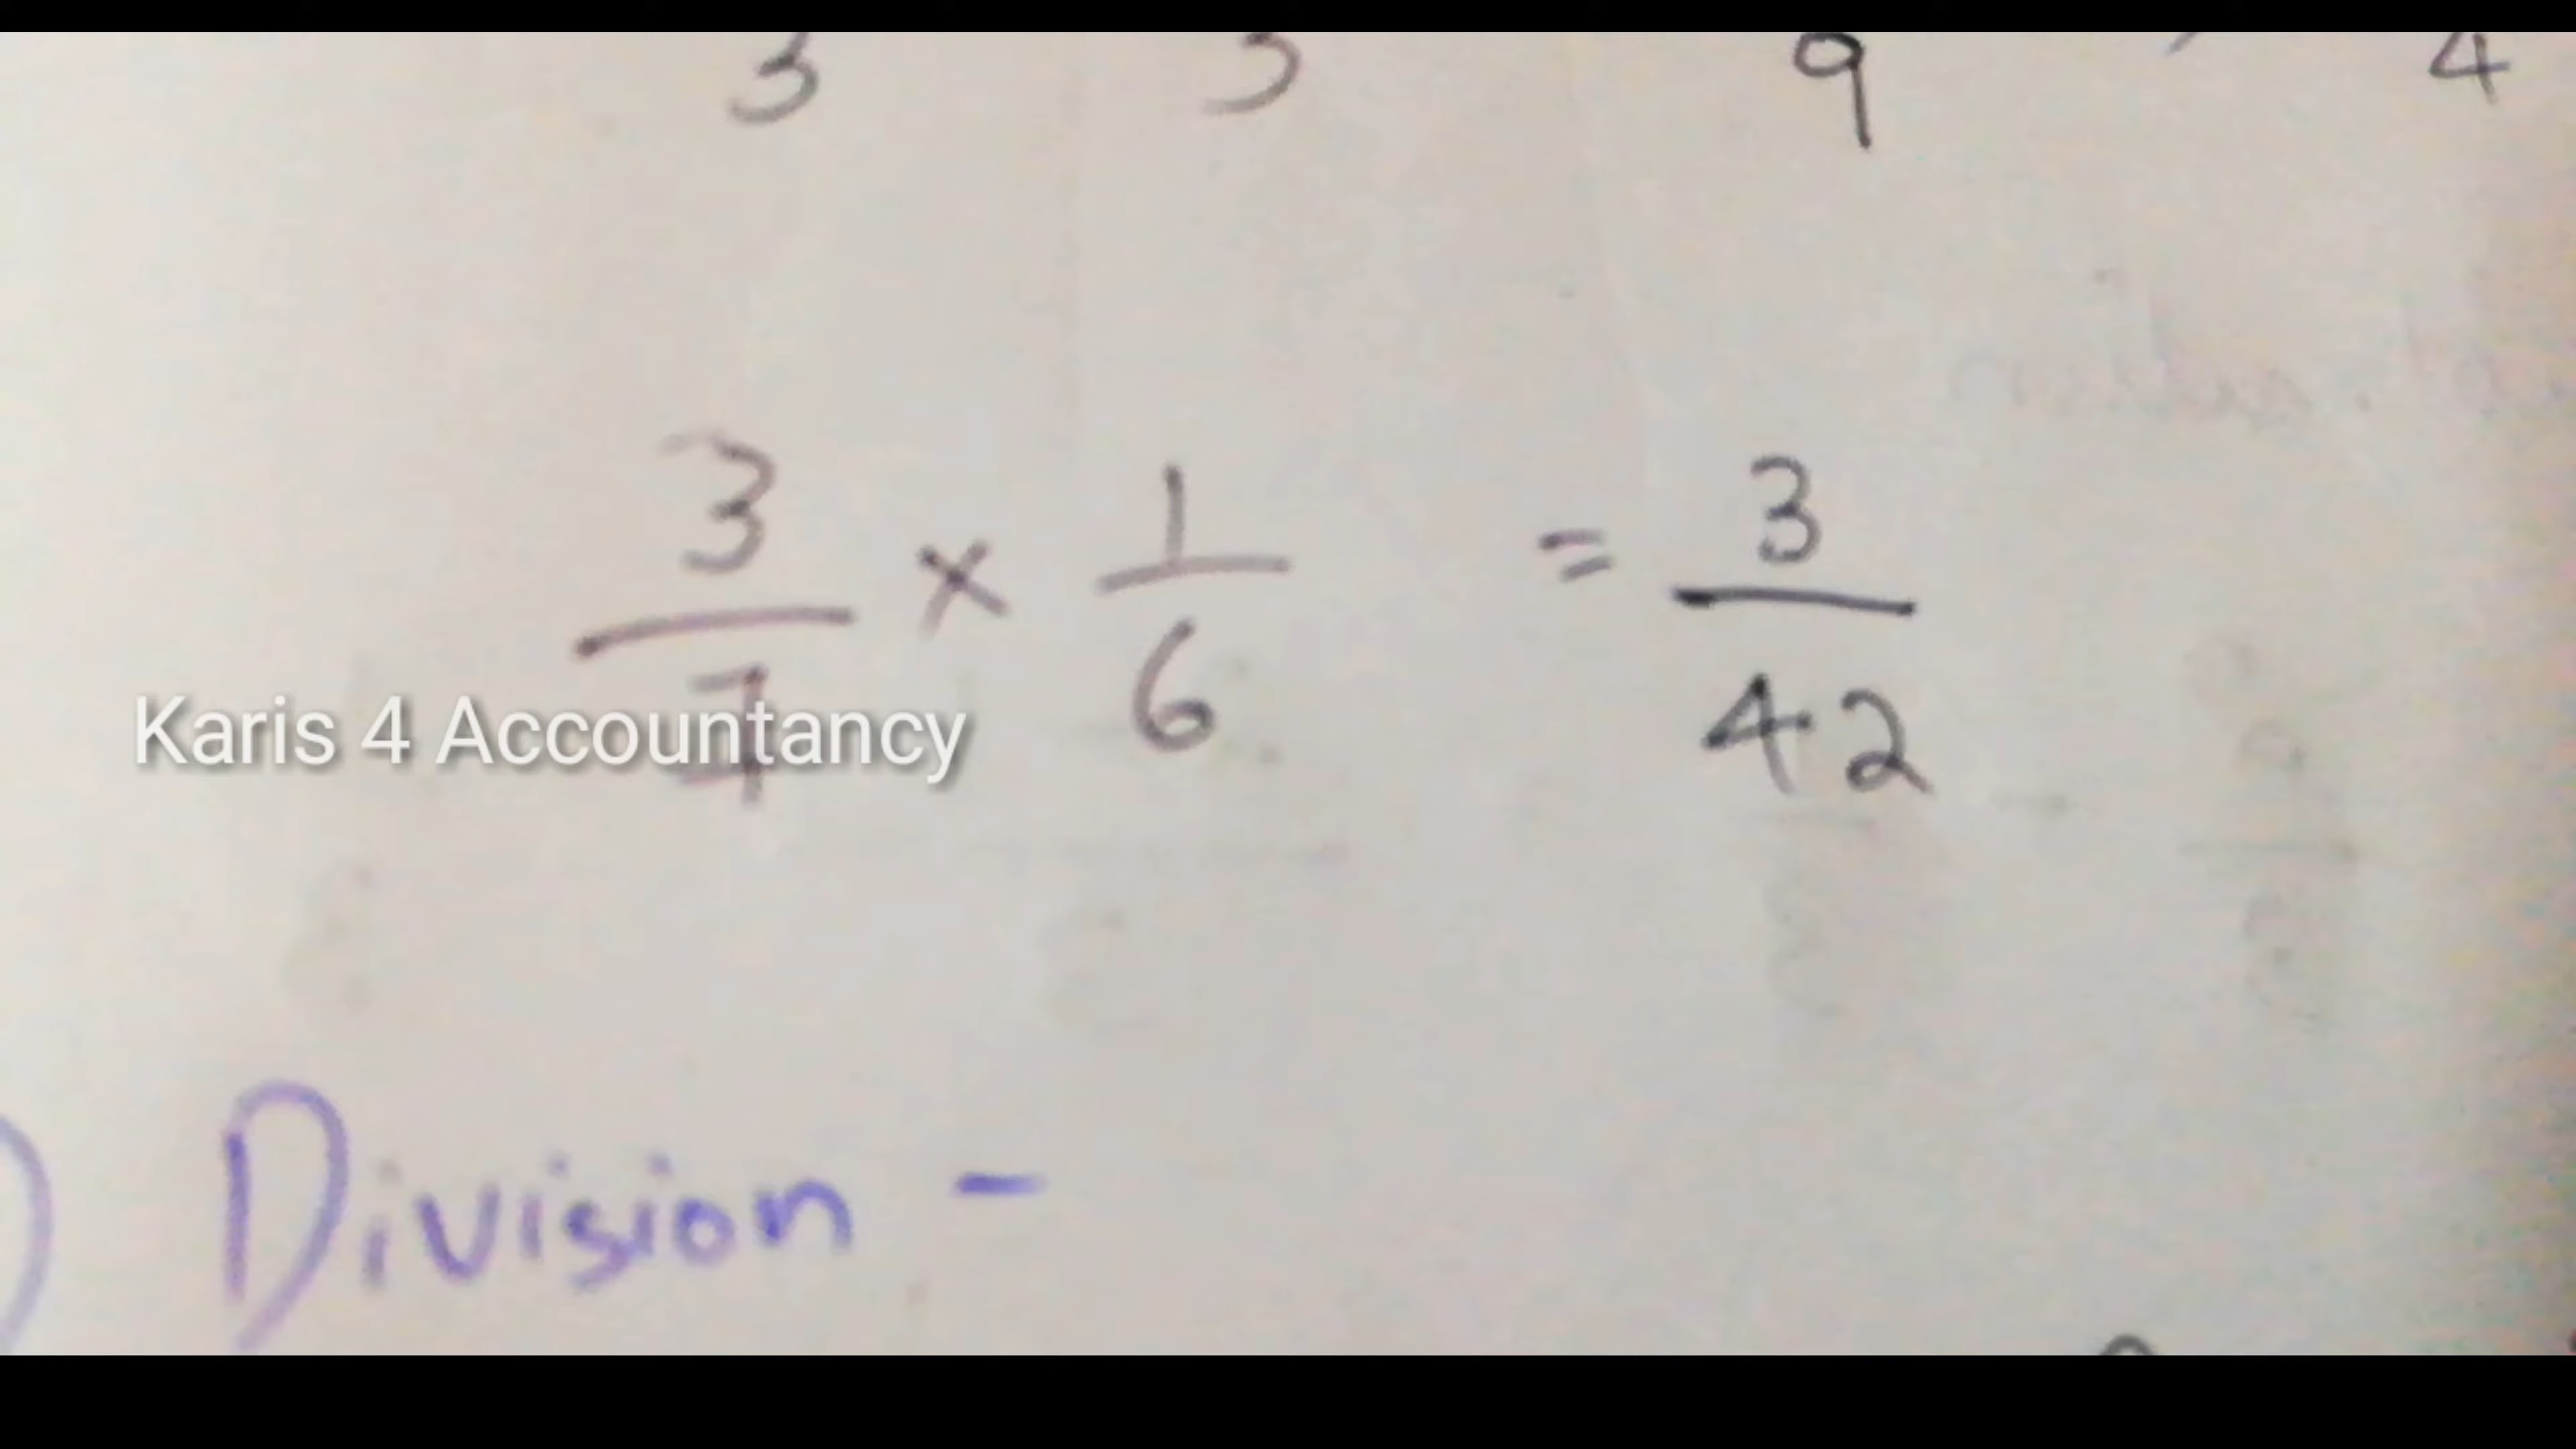 3 3 9 4
3/7 × 1/6 = 3/42
Karis 4 Accountancy
Division -